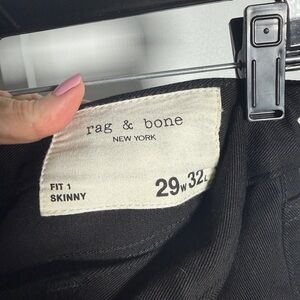 rag & bone
NEW YORK
FIT 1
SKINNY
29W 32L